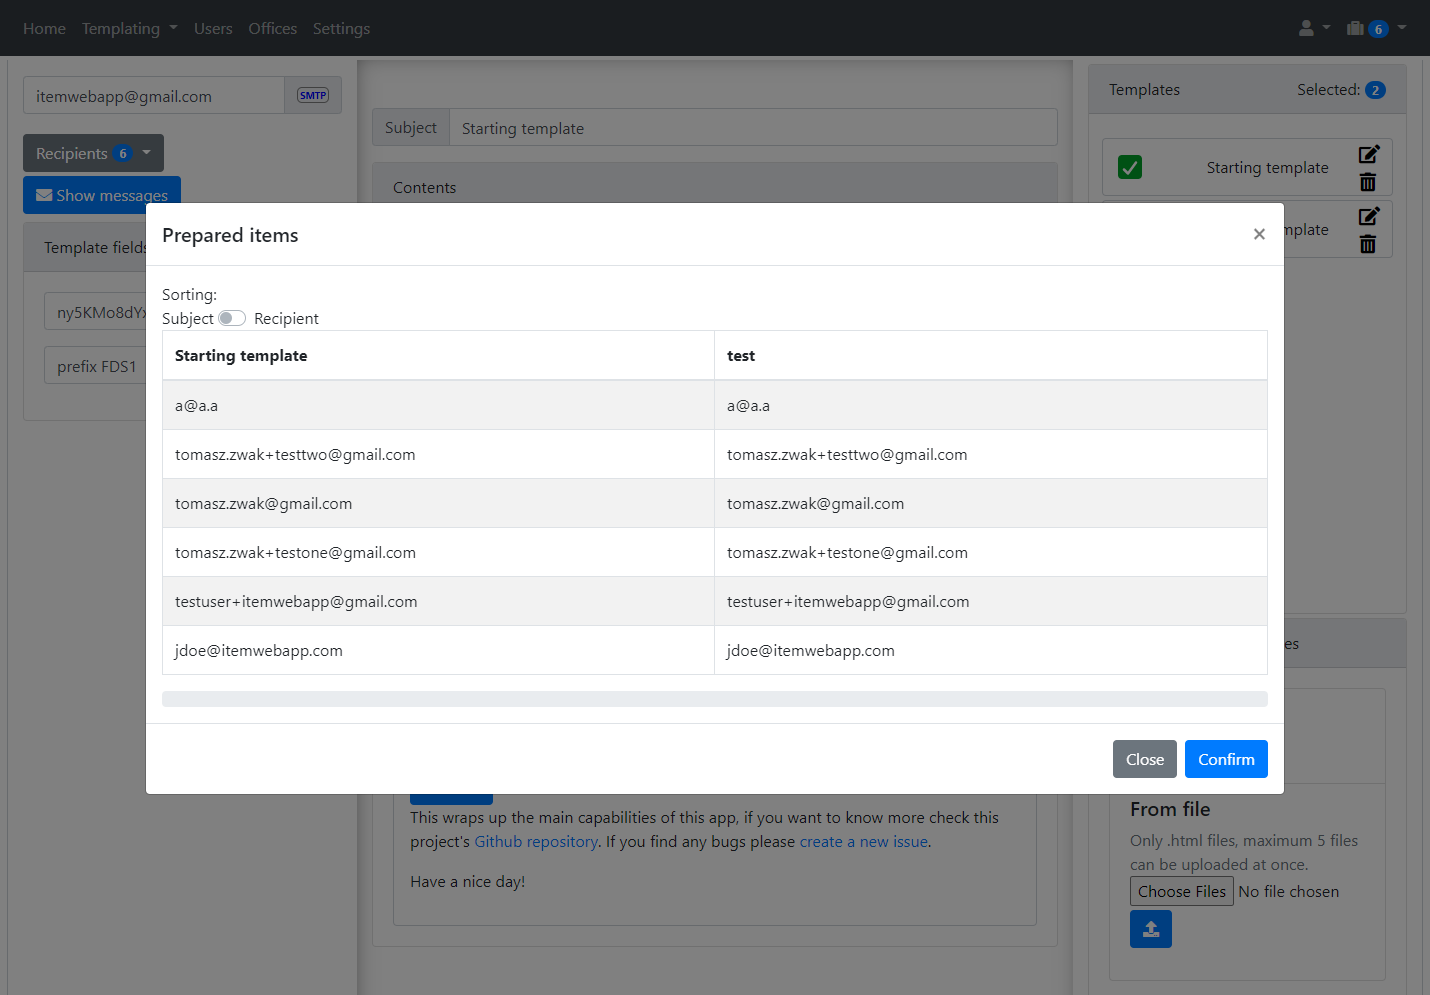 Home Templating Users Offices Settings 6
itemwebapp@gmail.com SMTP
Recipients 6
Show messages
Template fields
ny5KMo8dYx
prefix FDS1
Subject Starting template
Contents
Templates Selected: 2
Starting template
mplate
Prepared items ×
Sorting:
Subject Recipient
Starting template test
a@a.a a@a.a
tomasz.zwak+testtwo@gmail.com tomasz.zwak+testtwo@gmail.com
tomasz.zwak@gmail.com tomasz.zwak@gmail.com
tomasz.zwak+testone@gmail.com tomasz.zwak+testone@gmail.com
testuser+itemwebapp@gmail.com testuser+itemwebapp@gmail.com
jdoe@itemwebapp.com jdoe@itemwebapp.com
Close Confirm
This wraps up the main capabilities of this app, if you want to know more check this
project's Github repository. If you find any bugs please create a new issue.
Have a nice day!
es
From file
Only .html files, maximum 5 files
can be uploaded at once.
Choose Files No file chosen